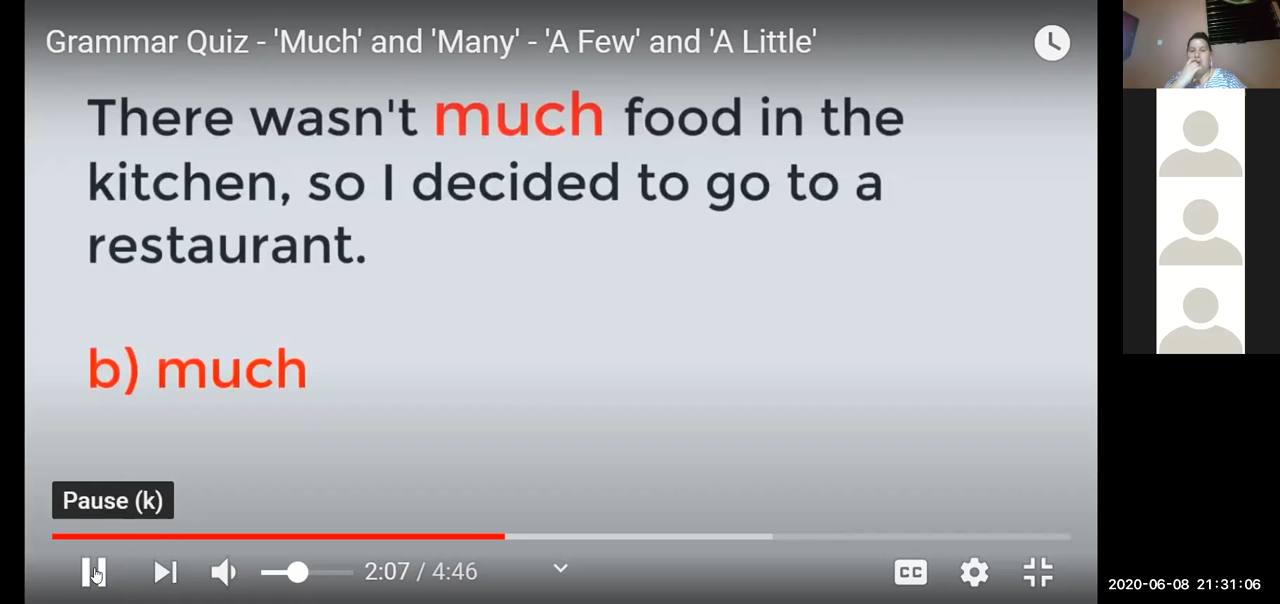 Grammar Quiz - 'Much' and 'Many' - 'A Few' and 'A Little'
There wasn't much food in the
kitchen, so I decided to go to a
restaurant.
b) much
Pause (k)
2:07 / 4:46
CC
2020-06-08 21:31:06